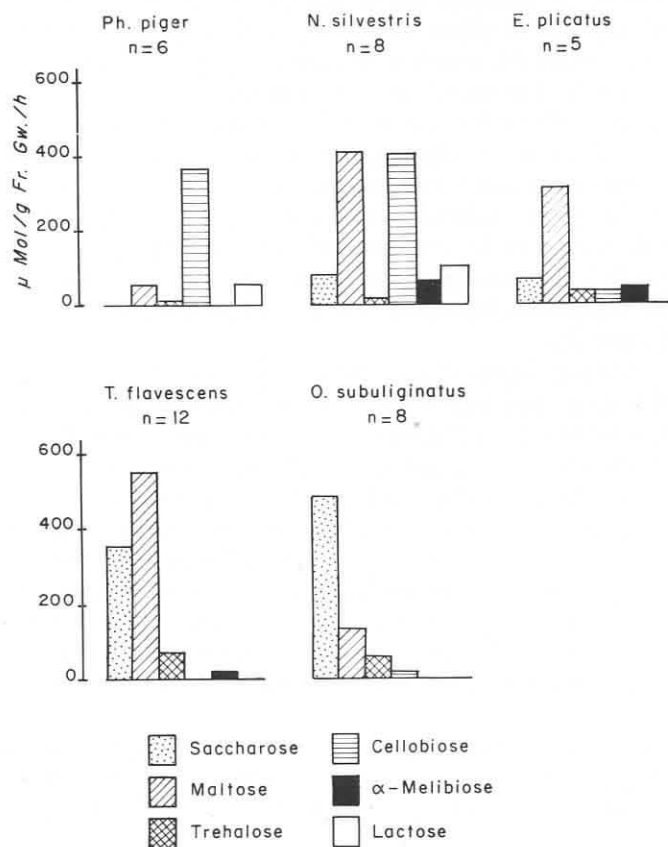 Ph. piger
n=6
N. silvestris
n=8
E. plicatus
n=5
μ Mol/g Fr. Gw./h
600
400
200
0
T. flavescens
n=12
O. subuliginatus
n=8
600
400
200
0
Saccharose
Cellobiose
Maltose
α-Melibiose
Trehalose
Lactose